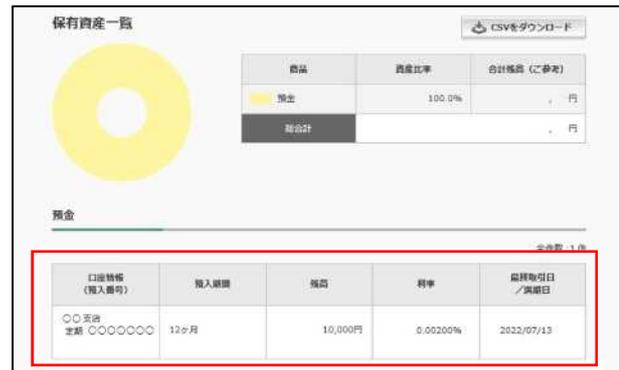 保有資産一覧
CSVをダウンロード
商品 資産比率 合計残高 (ご参考)
預金 100.0% , 円
総合計 , 円
預金
全件数:1件
口座情報 預入期間 残高 利率 最終取引日
(預入番号) /満期日
〇〇支店
定期 〇〇〇〇〇〇〇 12ヶ月 10,000円 0.00200% 2022/07/13